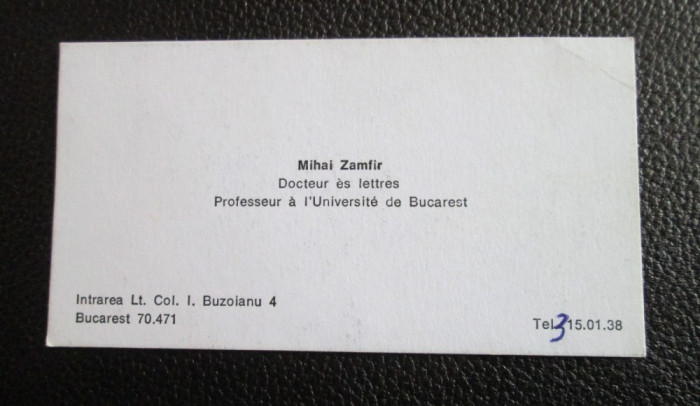 Mihai Zamfir
Docteur ès lettres
Professeur à l'Université de Bucarest
Intrarea Lt. Col. I. Buzoianu 4
Bucarest 70.471
Tel. 315.01.38